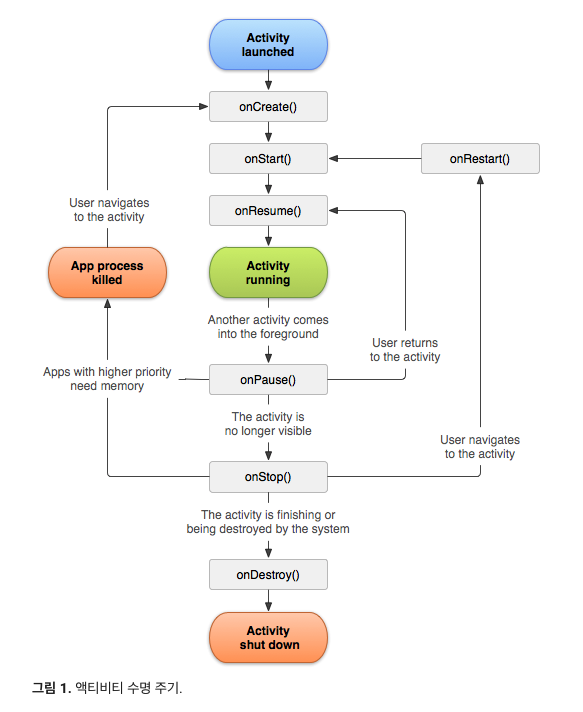 Activity
launched
onCreate()
onStart()
onRestart()
onResume()
User navigates
to the activity
App process
killed
Activity
running
Another activity comes
into the foreground
User returns
to the activity
Apps with higher priority
need memory
onPause()
The activity is
no longer visible
User navigates
to the activity
onStop()
The activity is finishing or
being destroyed by the system
onDestroy()
Activity
shut down
그림 1. 액티비티 수명 주기.